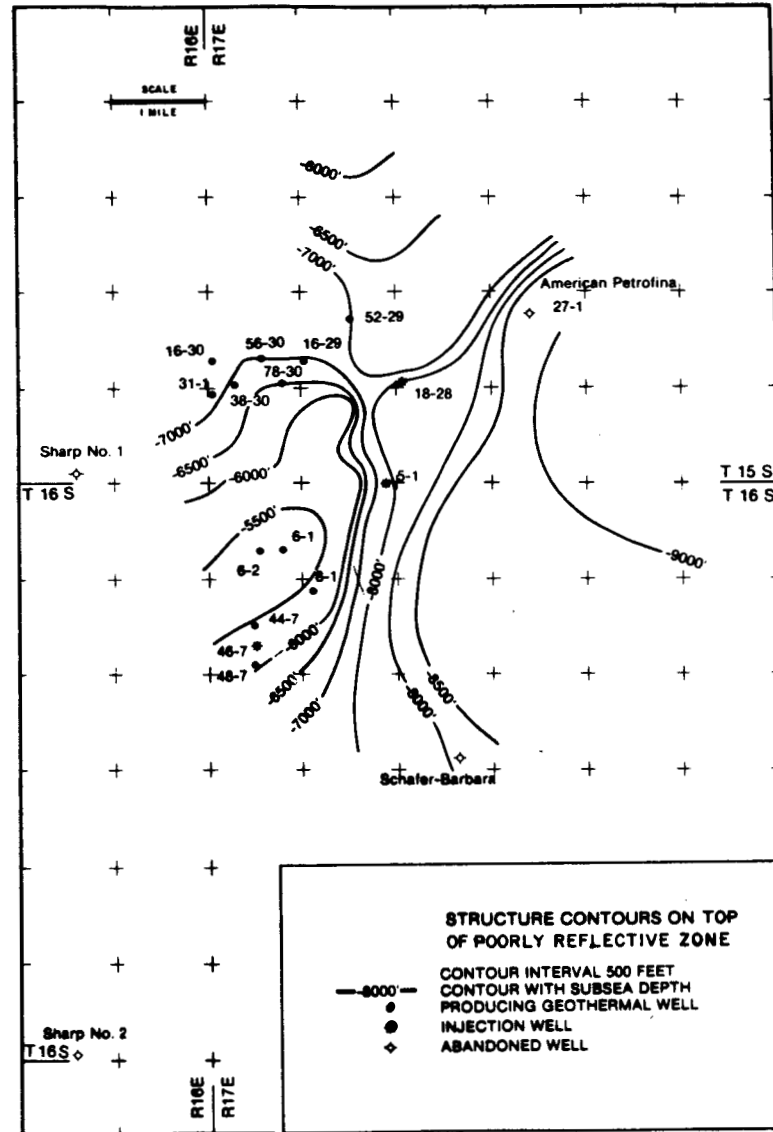 R16E
R17E
SCALE
1 MILE
-6000'
-6500'
-7000'
American Petrofina
27-1
52-29
16-30
56-30
16-29
31-1
38-30
78-30
18-28
-7000'
Sharp No. 1
-6500'
-6000'
5-1
T 15 S
T 16 S
T 16 S
-5500'
6-1
6-2
8-1
-9000'
44-7
46-7
48-7
-6000'
-6500'
-7000'
-8000'
-8500'
Schafer-Barbara
STRUCTURE CONTOURS ON TOP
OF POORLY REFLECTIVE ZONE
CONTOUR INTERVAL 500 FEET
CONTOUR WITH SUBSEA DEPTH
PRODUCING GEOTHERMAL WELL
INJECTION WELL
ABANDONED WELL
Sharp No. 2
T 16 S
R16E
R17E